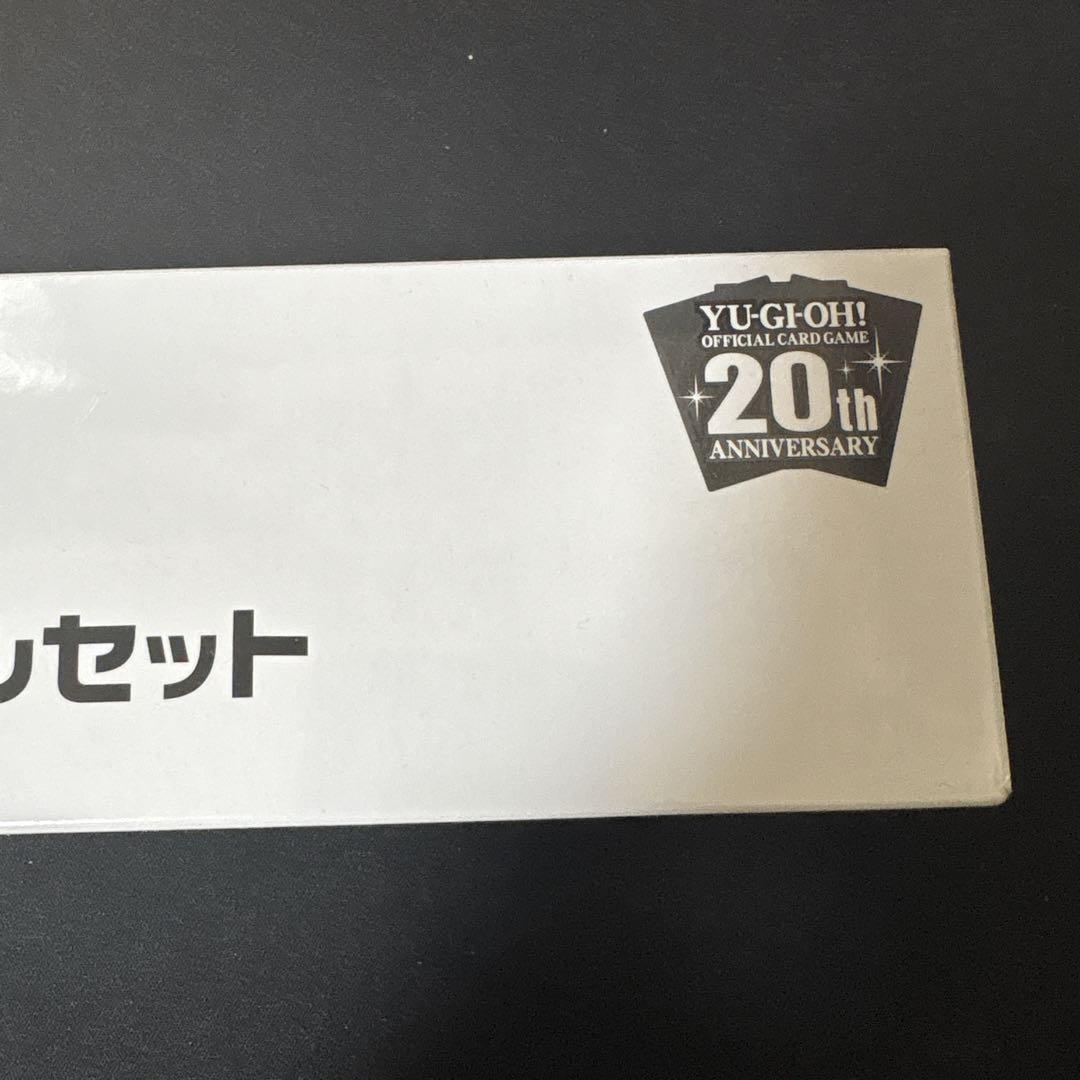 YU-GI-OH!
OFFICIAL CARD GAME
20th
ANNIVERSARY
セット